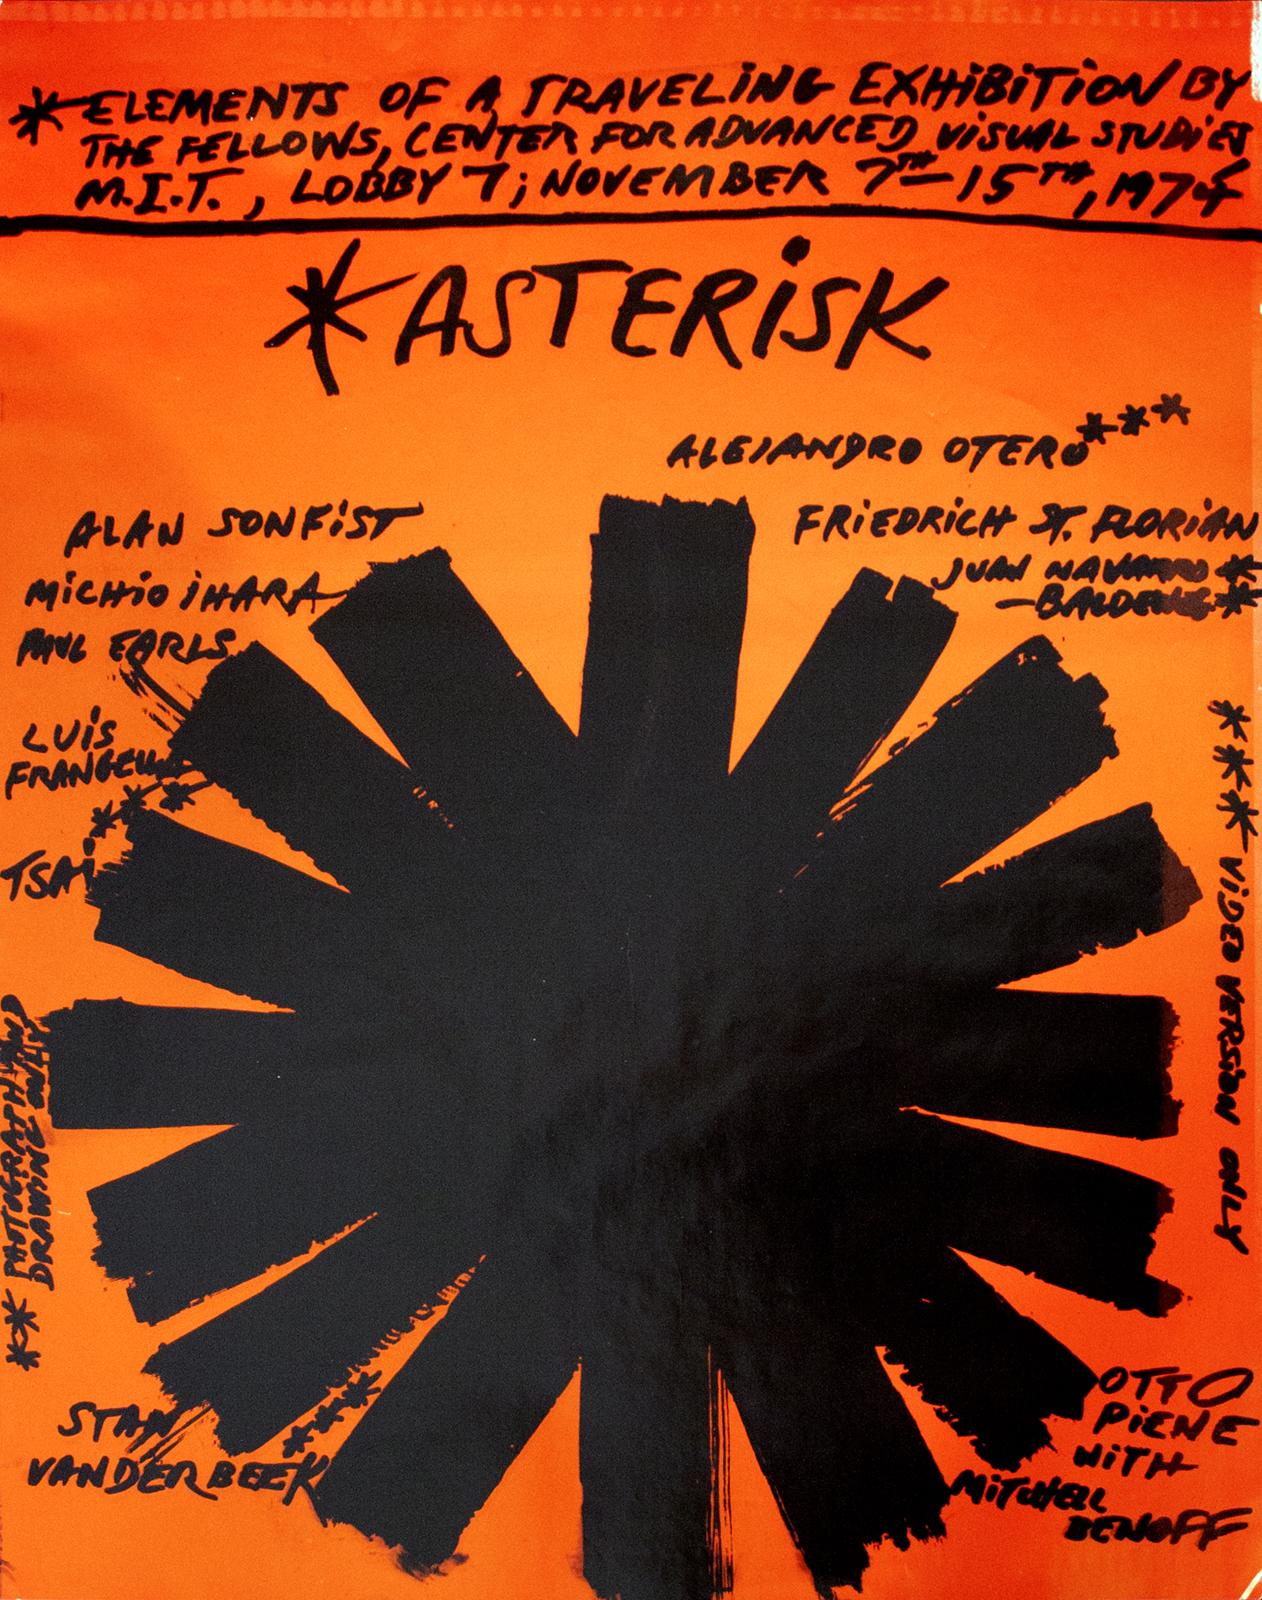 *ELEMENTS OF A TRAVELING EXHIBITION BY
THE FELLOWS, CENTER FOR ADVANCED VISUAL STUDIES
M.I.T., LOBBY 7; NOVEMBER 7TH-15TH, 1974
*ASTERISK
ALEJANDRO OTERO***
ALAN SONFIST
FRIEDRICH ST. FLORIAN
MICHIO IHARA
JUAN NAVARRO
-BALDEWEG**
PAUL EARLS
LUIS
FRANGELLA***
TSAI
*** VIDEO VERSION ONLY
** PHOTOGRAPH AND
DRAWING ONLY
STAN
VANDERBEEK***
OTTO
PIENE
WITH
MITCHELL
BENOFF